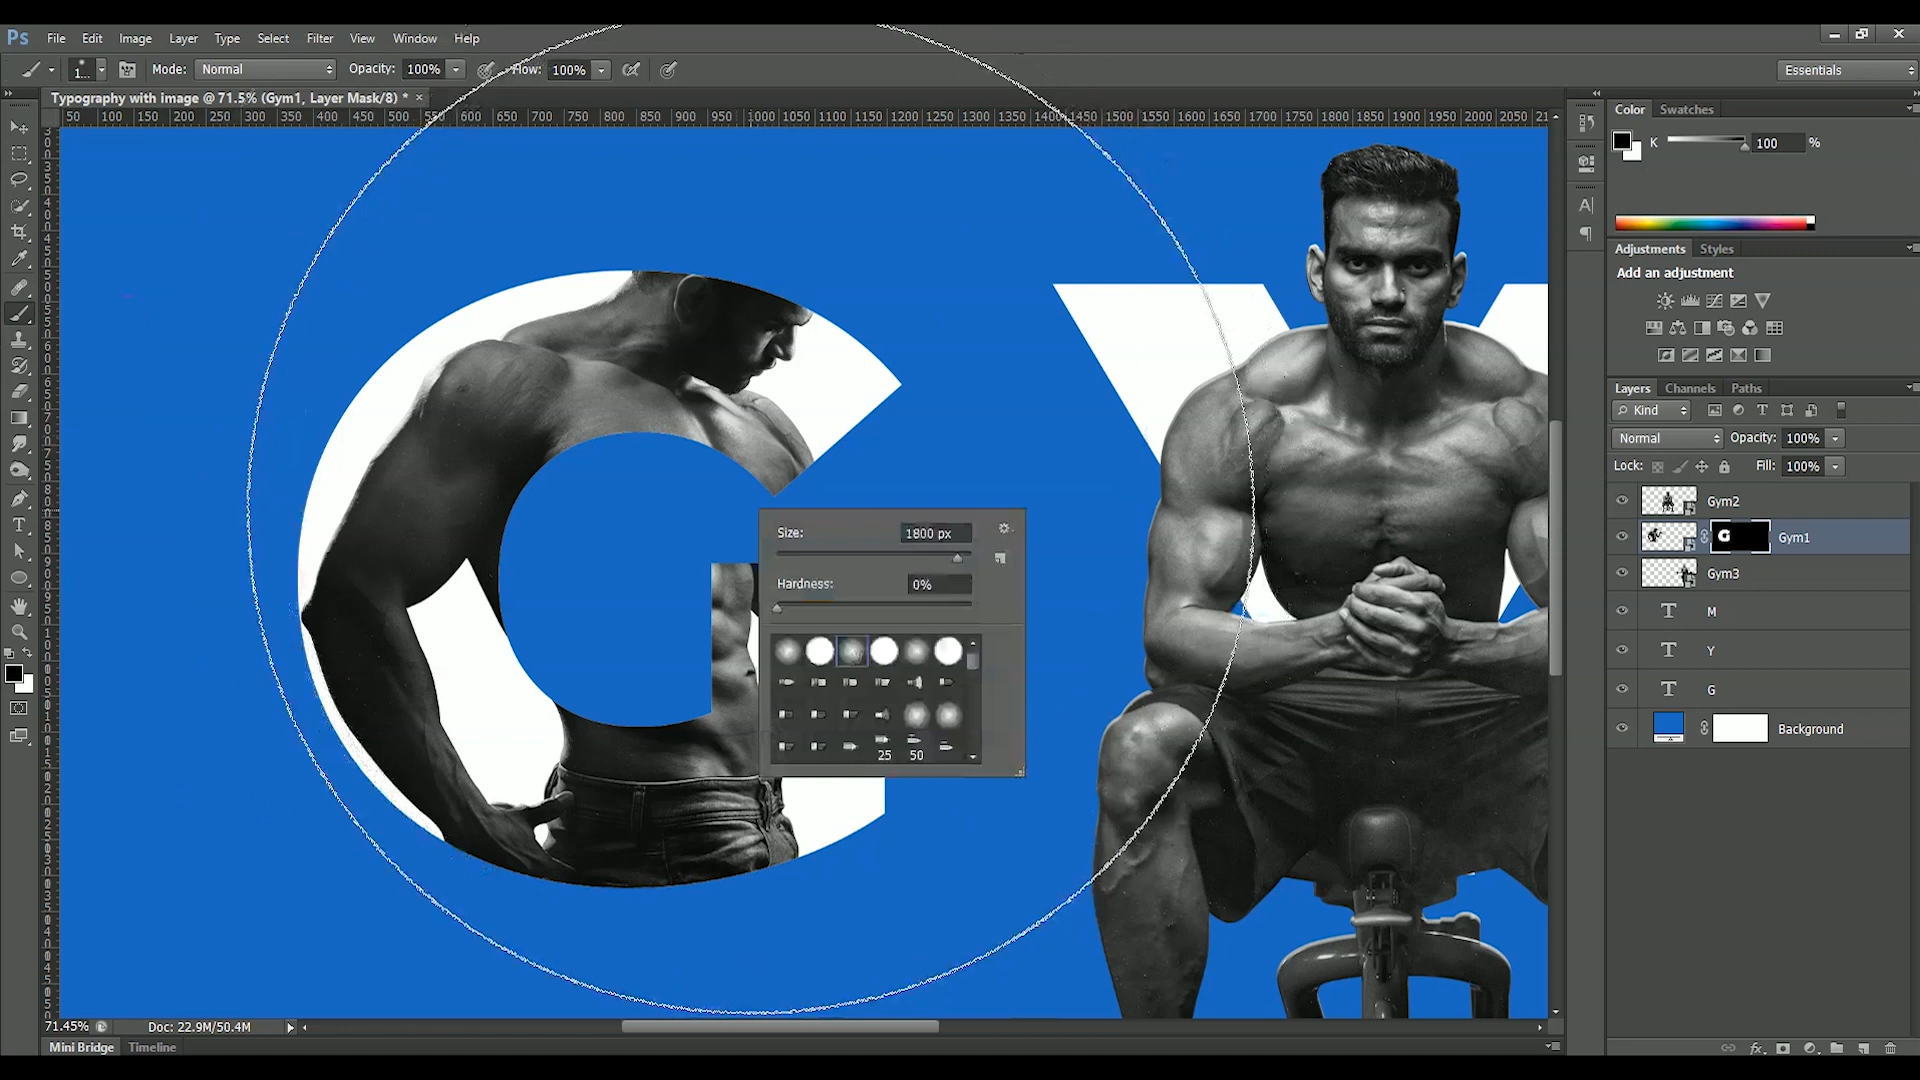 Ps File Edit Image Layer Type Select Filter View Window Help
1... Mode: Normal Opacity: 100% Flow: 100% Essentials
Typography with image @ 71.5% (Gym1, Layer Mask/8) * ×
50 100 150 200 250 300 350 400 450 500 550 600 650 700 750 800 850 900 950 1000 1050 1100 1150 1200 1250 1300 1350 1400 1450 1500 1550 1600 1650 1700 1750 1800 1850 1900 1950 2000 2050
Color Swatches
K 100 %
Adjustments Styles
Add an adjustment
Layers Channels Paths
Kind
Normal Opacity: 100%
Lock: Fill: 100%
Gym2
Gym1
Gym3
T M
T Y
T G
Background
G
Size: 1800 px
Hardness: 0%
25 50
71.45% Doc: 22.9M/50.4M
Mini Bridge Timeline